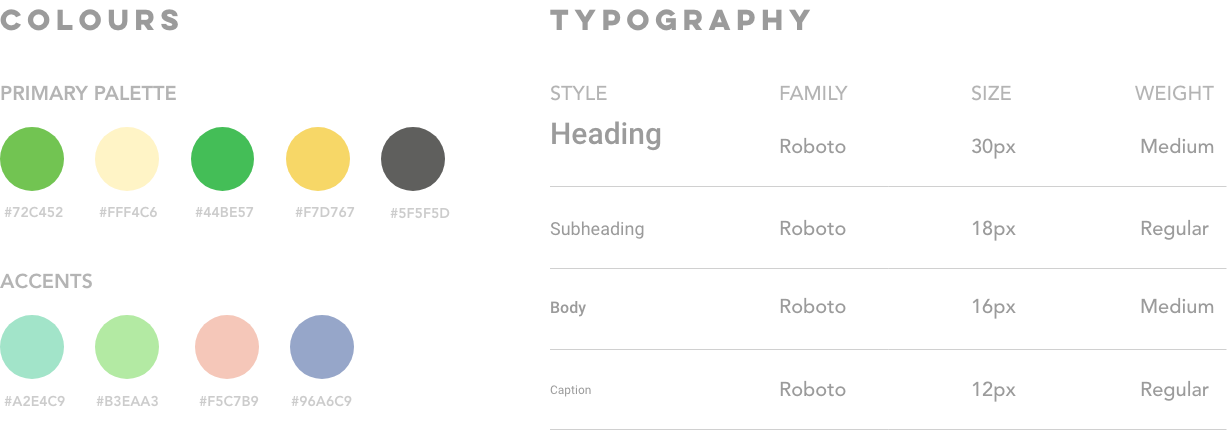 COLOURS
PRIMARY PALETTE
#72C452 #FFF4C6 #44BE57 #F7D767 #5F5F5D
ACCENTS
#A2E4C9 #B3EAA3 #F5C7B9 #96A6C9
TYPOGRAPHY
STYLE FAMILY SIZE WEIGHT
Heading Roboto 30px Medium
Subheading Roboto 18px Regular
Body Roboto 16px Medium
Caption Roboto 12px Regular